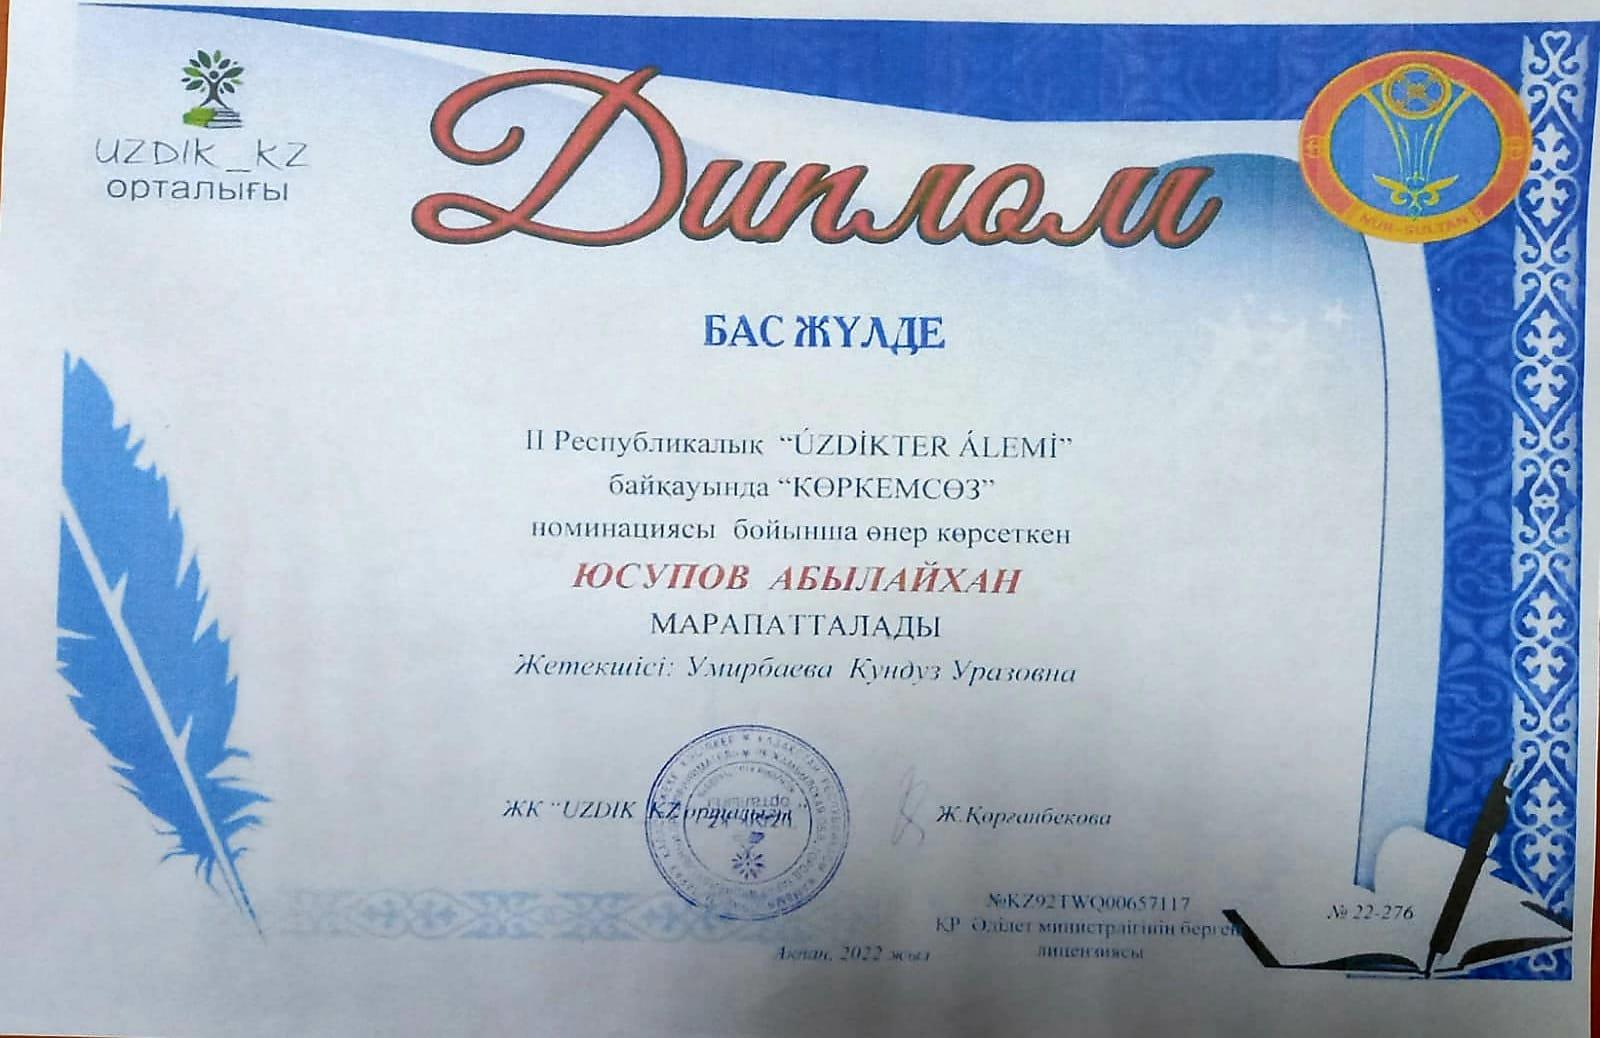 UZDIK_KZ
орталығы
Диплом
NUR-SULTAN
БАС ЖҮЛДЕ
II Республикалық “ÚZDİKTER ÁLEMİ”
байқауында “КӨРКЕМСӨЗ”
номинациясы бойынша өнер көрсеткен
ЮСУПОВ АБЫЛАЙХАН
МАРАПАТТАЛАДЫ
Жетекшісі: Умирбаева Кундуз Уразовна
ЖК “UZDIK KZ орталығы”
Ж.Қорғанбекова
№KZ92TWQ00657117
ҚР Әділет министрлігінің берген
лицензиясы
№ 22-276
Ақпан, 2022 жыл